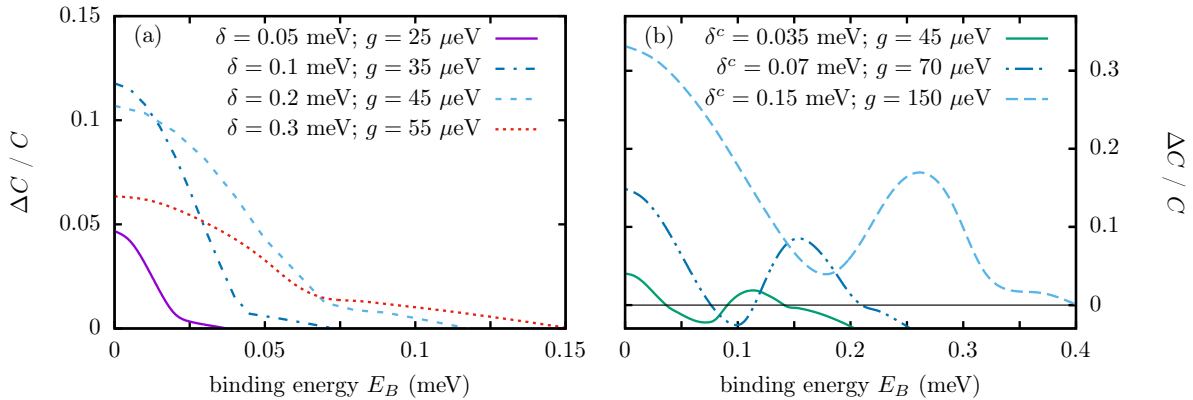 (a)
δ = 0.05 meV; g = 25 μeV
δ = 0.1 meV; g = 35 μeV
δ = 0.2 meV; g = 45 μeV
δ = 0.3 meV; g = 55 μeV
0.15
0.1
0.05
0
ΔC / C
0 0.05 0.1 0.15
binding energy E_B (meV)
(b)
δ^c = 0.035 meV; g = 45 μeV
δ^c = 0.07 meV; g = 70 μeV
δ^c = 0.15 meV; g = 150 μeV
0.3
0.2
0.1
0
ΔC / C
0 0.1 0.2 0.3 0.4
binding energy E_B (meV)